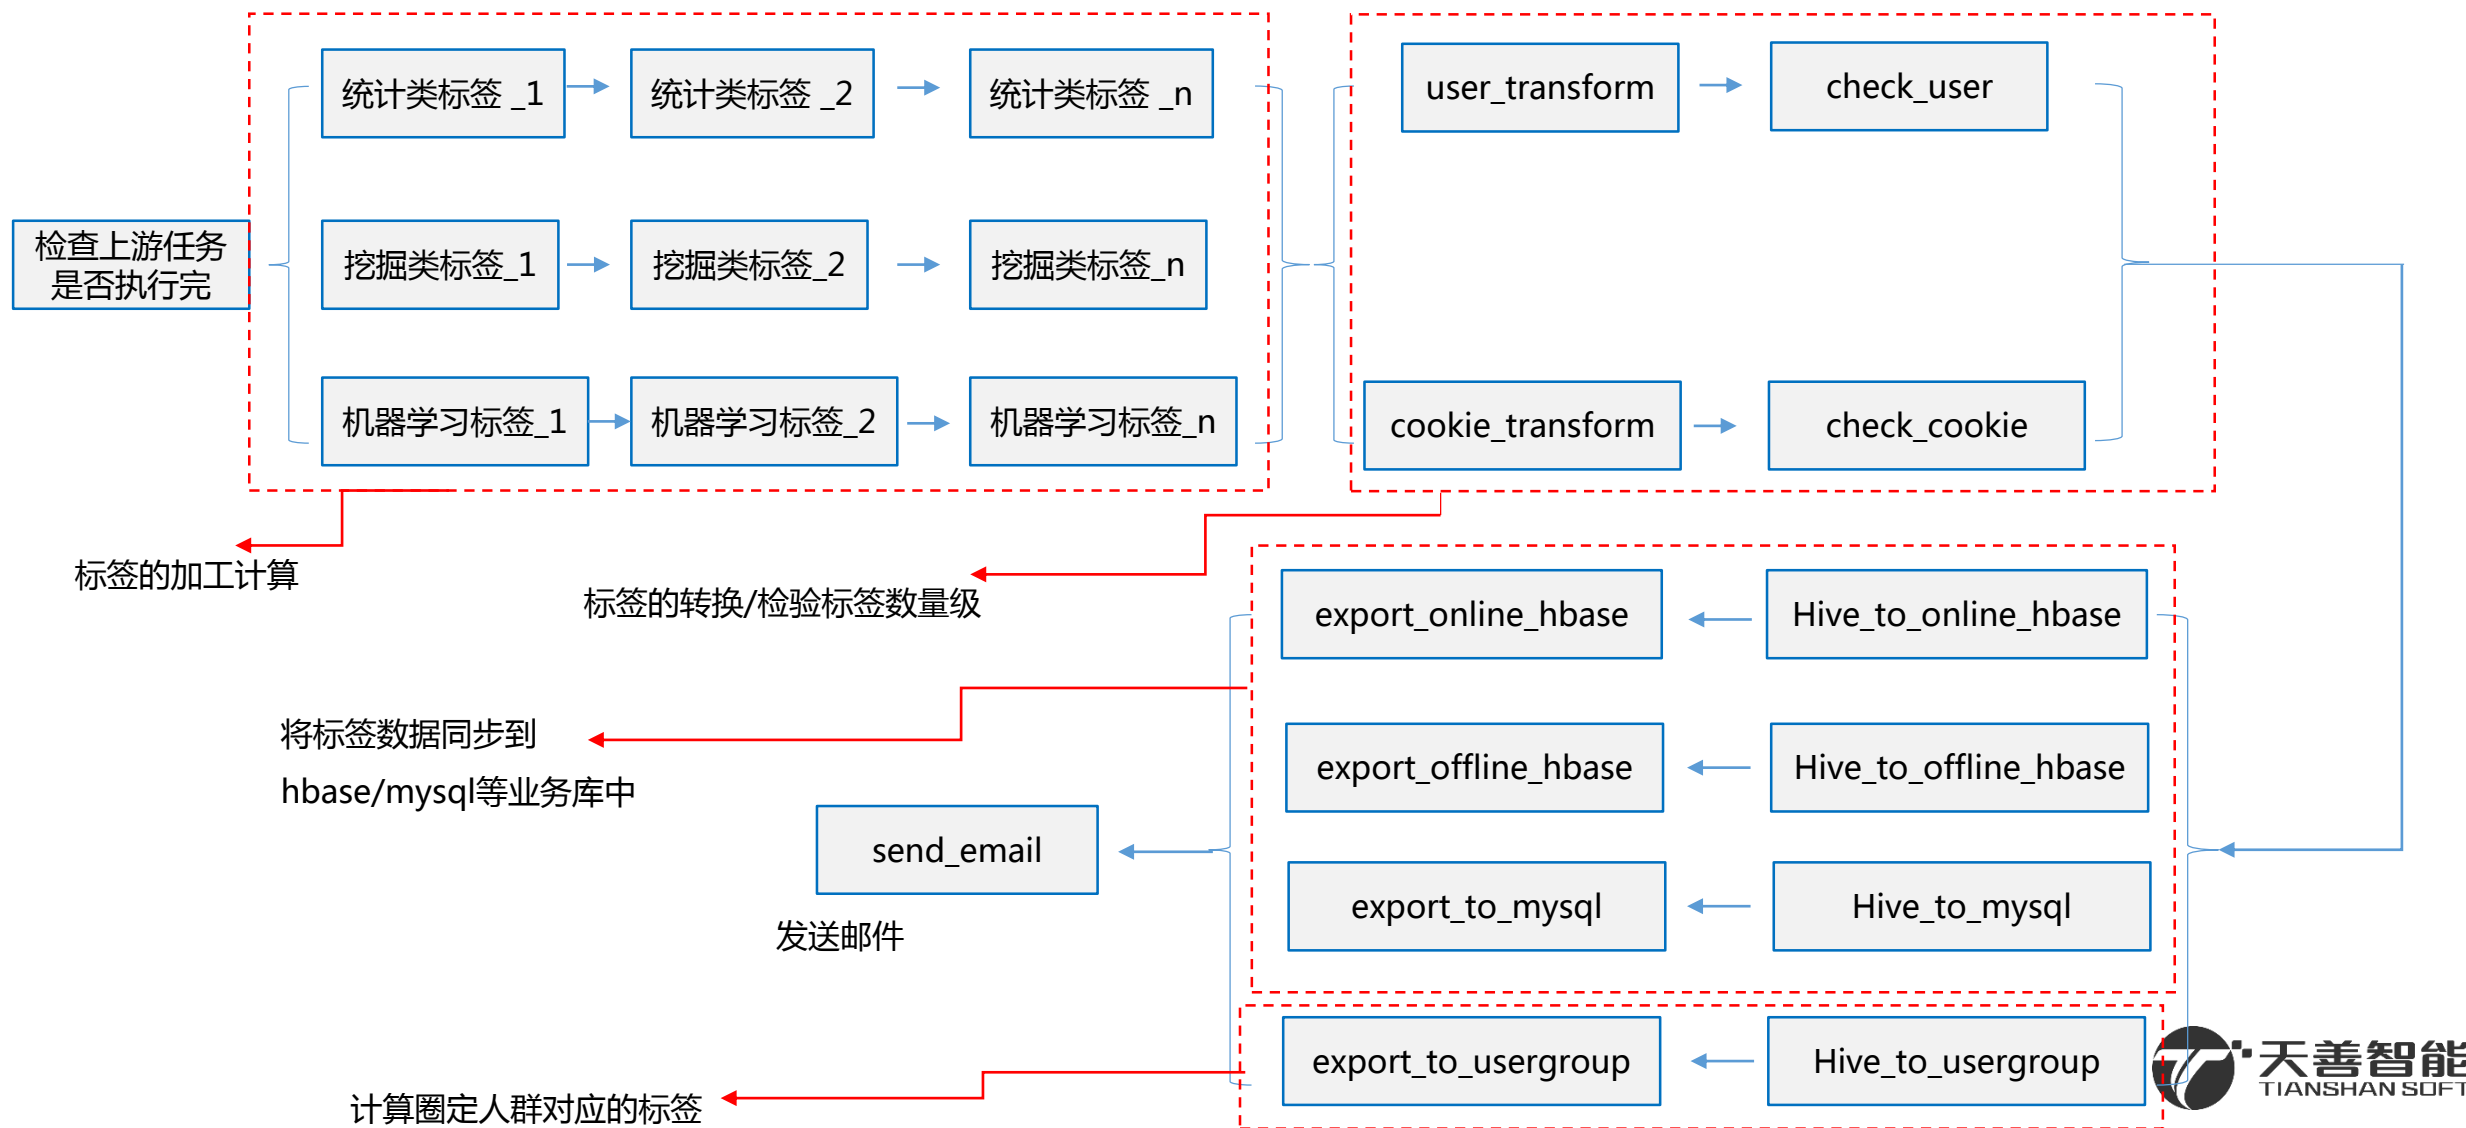 统计类标签 _1
统计类标签 _2
统计类标签 _n
user_transform
check_user
检查上游任务
是否执行完
挖掘类标签_1
挖掘类标签_2
挖掘类标签_n
机器学习标签_1
机器学习标签_2
机器学习标签_n
cookie_transform
check_cookie
标签的加工计算
标签的转换/检验标签数量级
export_online_hbase
Hive_to_online_hbase
将标签数据同步到
hbase/mysql等业务库中
export_offline_hbase
Hive_to_offline_hbase
send_email
发送邮件
export_to_mysql
Hive_to_mysql
export_to_usergroup
Hive_to_usergroup
计算圈定人群对应的标签
天善智能
TIANSHAN SOFT